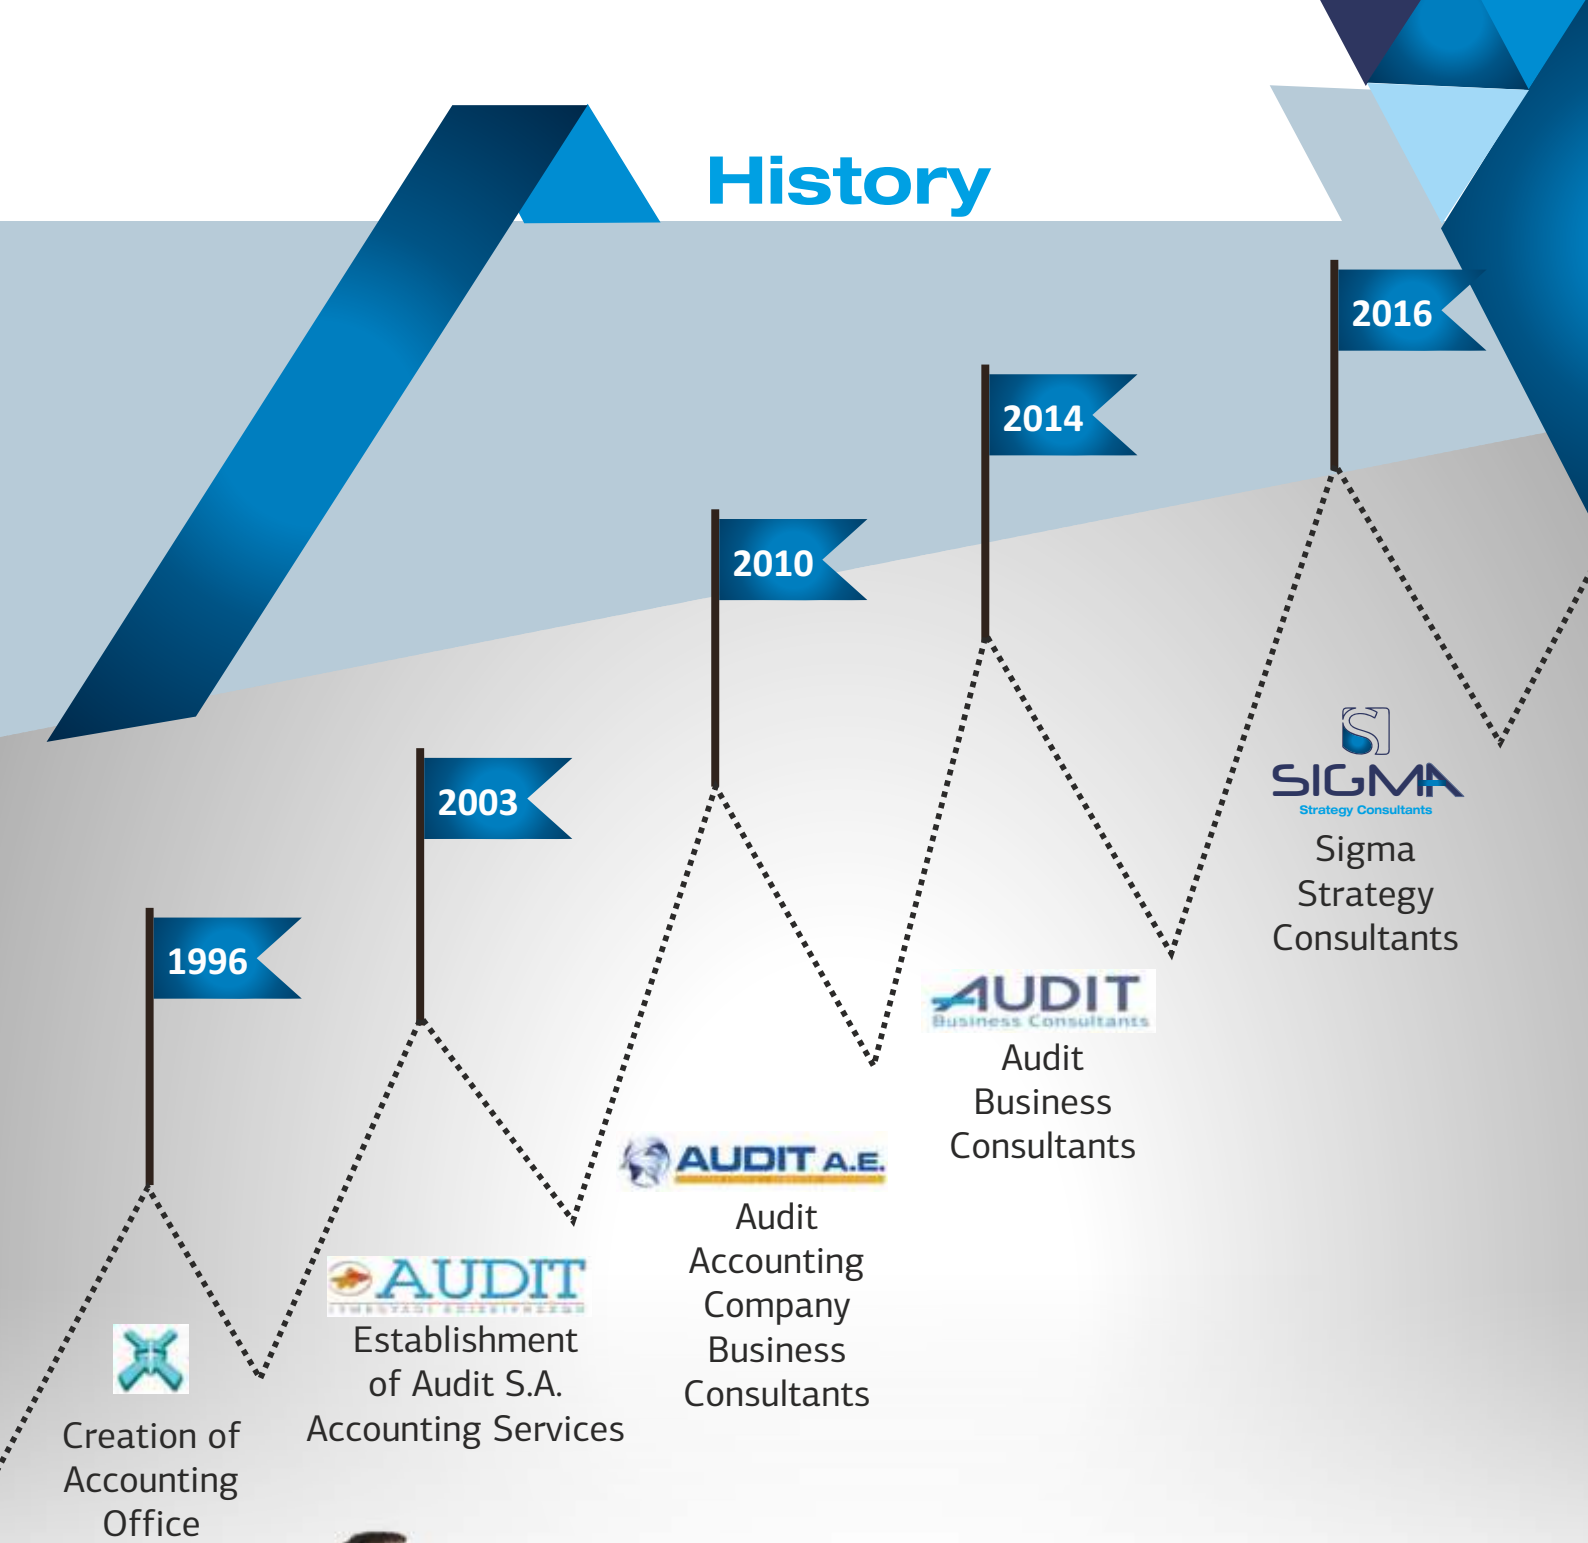 History
1996
Creation of
Accounting
Office
2003
AUDIT
Establishment
of Audit S.A.
Accounting Services
2010
AUDIT A.E.
Audit
Accounting
Company
Business
Consultants
2014
AUDIT
Business Consultants
Audit
Business
Consultants
2016
SIGMA
Strategy Consultants
Sigma
Strategy
Consultants